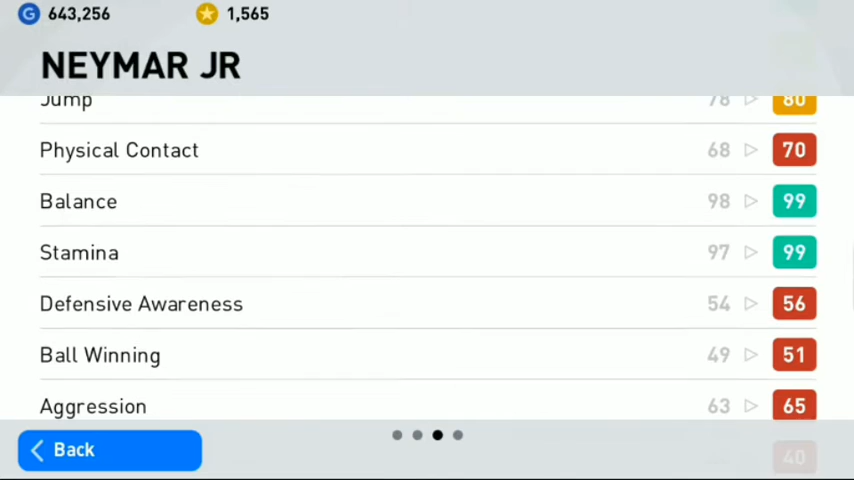 G 643,256 1,565
NEYMAR JR
Jump 78 80
Physical Contact 68 70
Balance 98 99
Stamina 97 99
Defensive Awareness 54 56
Ball Winning 49 51
Aggression 63 65
40
Back